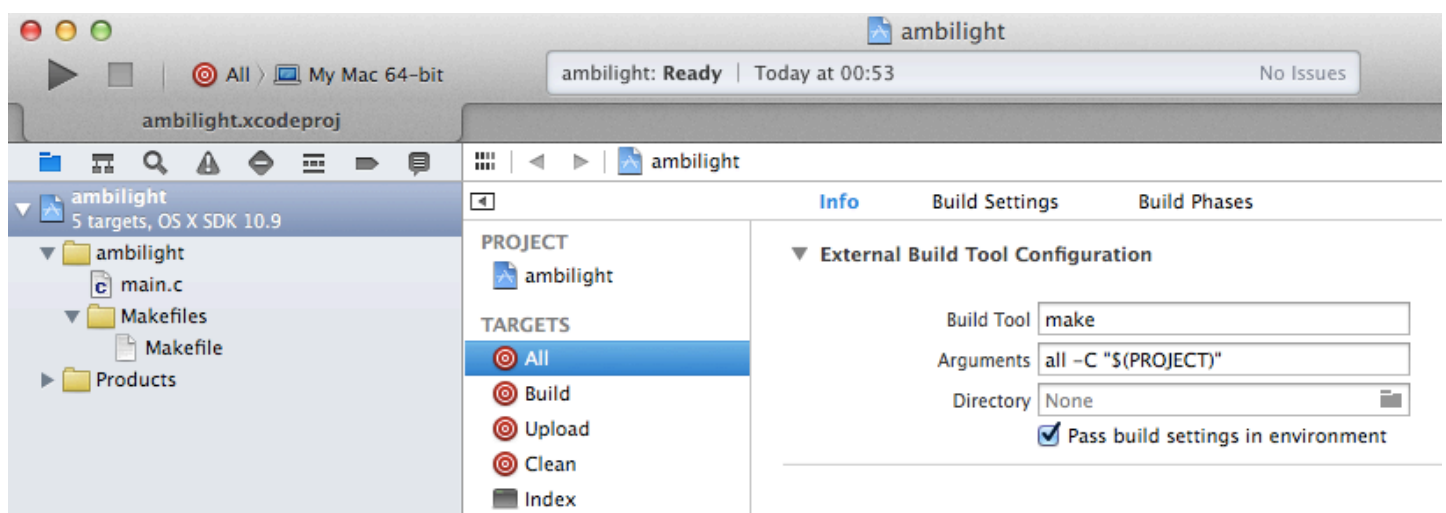 ambilight
All 〉 My Mac 64-bit
ambilight: Ready | Today at 00:53 No Issues
ambilight.xcodeproj
ambilight
ambilight
5 targets, OS X SDK 10.9
ambilight
main.c
Makefiles
Makefile
Products
Info Build Settings Build Phases
PROJECT
ambilight
TARGETS
All
Build
Upload
Clean
Index
External Build Tool Configuration
Build Tool make
Arguments all -C "$(PROJECT)"
Directory None
Pass build settings in environment